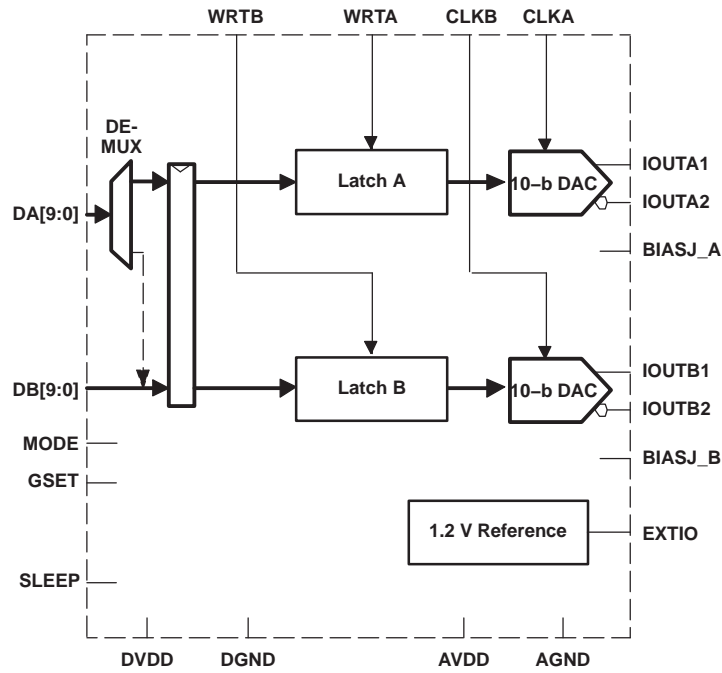 WRTB WRTA CLKB CLKA
DE-
MUX
IOUTA1
Latch A
10–b DAC
IOUTA2
DA[9:0]
BIASJ_A
IOUTB1
DB[9:0]
Latch B
10–b DAC
IOUTB2
MODE
BIASJ_B
GSET
1.2 V Reference
EXTIO
SLEEP
DVDD DGND AVDD AGND